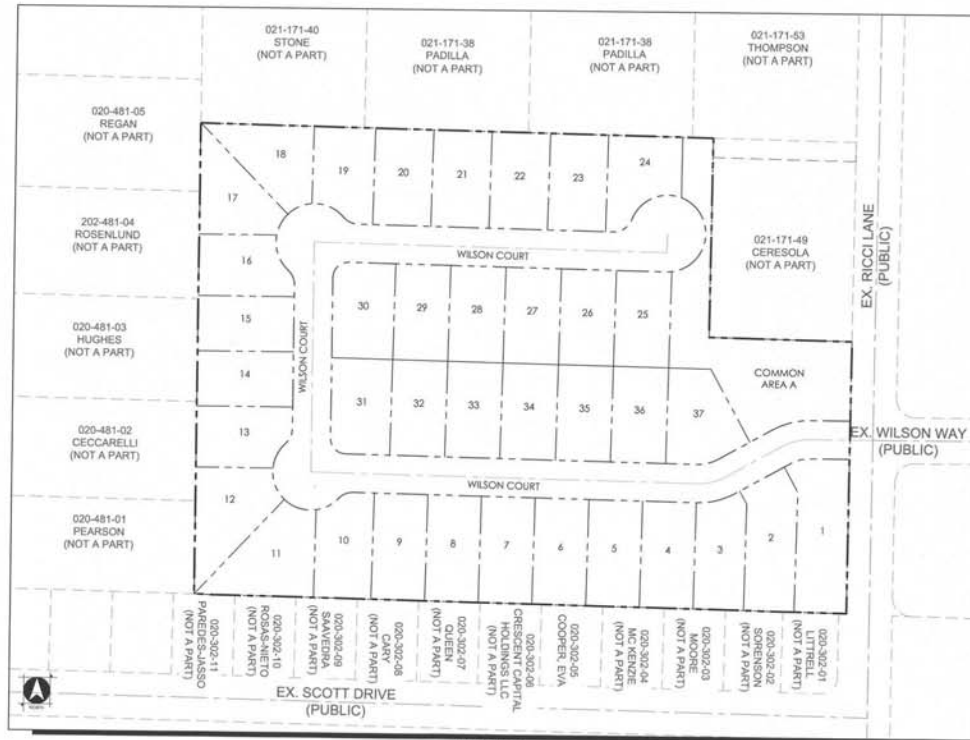 021-171-40
STONE
(NOT A PART)
021-171-38
PADILLA
(NOT A PART)
021-171-38
PADILLA
(NOT A PART)
021-171-53
THOMPSON
(NOT A PART)
020-481-05
REGAN
(NOT A PART)
202-481-04
ROSENLUND
(NOT A PART)
020-481-03
HUGHES
(NOT A PART)
020-481-02
CECCARELLI
(NOT A PART)
020-481-01
PEARSON
(NOT A PART)
18
19
20
21
22
23
24
17
16
15
14
13
12
WILSON COURT
021-171-49
CERESOLA
(NOT A PART)
EX. RICCI LANE
(PUBLIC)
30
29
28
27
26
25
WILSON COURT
COMMON
AREA A
31
32
33
34
35
36
37
EX. WILSON WAY
(PUBLIC)
WILSON COURT
11
10
9
8
7
6
5
4
3
2
1
020-302-11
PAREDES-JASSO
(NOT A PART)
020-302-10
ROSAS-NIETO
(NOT A PART)
020-302-09
SAAVEDRA
(NOT A PART)
020-302-08
CARY
(NOT A PART)
020-302-07
QUEEN
(NOT A PART)
020-302-06
CRESCENT CAPITAL
HOLDINGS LLC
(NOT A PART)
020-302-05
COOPER, EVA
020-302-04
MC KENZIE
(NOT A PART)
020-302-03
MOORE
(NOT A PART)
020-302-02
SORENSON
(NOT A PART)
020-302-01
LITTRELL
(NOT A PART)
EX. SCOTT DRIVE
(PUBLIC)
NORTH